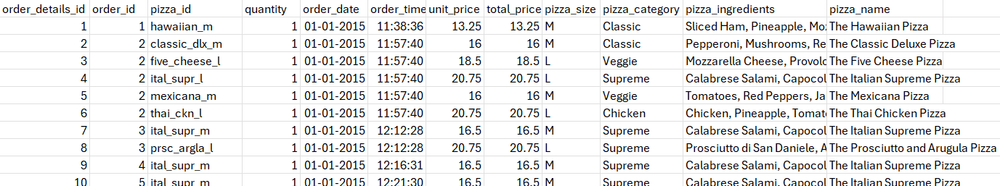 order_details_id order_id pizza_id quantity order_date order_time unit_price total_price pizza_size pizza_category pizza_ingredients pizza_name
1 1 hawaiian_m 1 01-01-2015 11:38:36 13.25 13.25 M Classic Sliced Ham, Pineapple, Mo The Hawaiian Pizza
2 2 classic_dlx_m 1 01-01-2015 11:57:40 16 16 M Classic Pepperoni, Mushrooms, Re The Classic Deluxe Pizza
3 2 five_cheese_l 1 01-01-2015 11:57:40 18.5 18.5 L Veggie Mozzarella Cheese, Provolc The Five Cheese Pizza
4 2 ital_supr_l 1 01-01-2015 11:57:40 20.75 20.75 L Supreme Calabrese Salami, Capocol The Italian Supreme Pizza
5 2 mexicana_m 1 01-01-2015 11:57:40 16 16 M Veggie Tomatoes, Red Peppers, Ja The Mexicana Pizza
6 2 thai_ckn_l 1 01-01-2015 11:57:40 20.75 20.75 L Chicken Chicken, Pineapple, Tomat The Thai Chicken Pizza
7 3 ital_supr_m 1 01-01-2015 12:12:28 16.5 16.5 M Supreme Calabrese Salami, Capocol The Italian Supreme Pizza
8 3 prsc_argla_l 1 01-01-2015 12:12:28 20.75 20.75 L Supreme Prosciutto di San Daniele, A The Prosciutto and Arugula Pizza
9 4 ital_supr_m 1 01-01-2015 12:16:31 16.5 16.5 M Supreme Calabrese Salami, Capocol The Italian Supreme Pizza
10 5 ital_supr_m 1 01-01-2015 12:21:30 16.5 16.5 M Supreme Calabrese Salami, Capocol The Italian Supreme Pizza